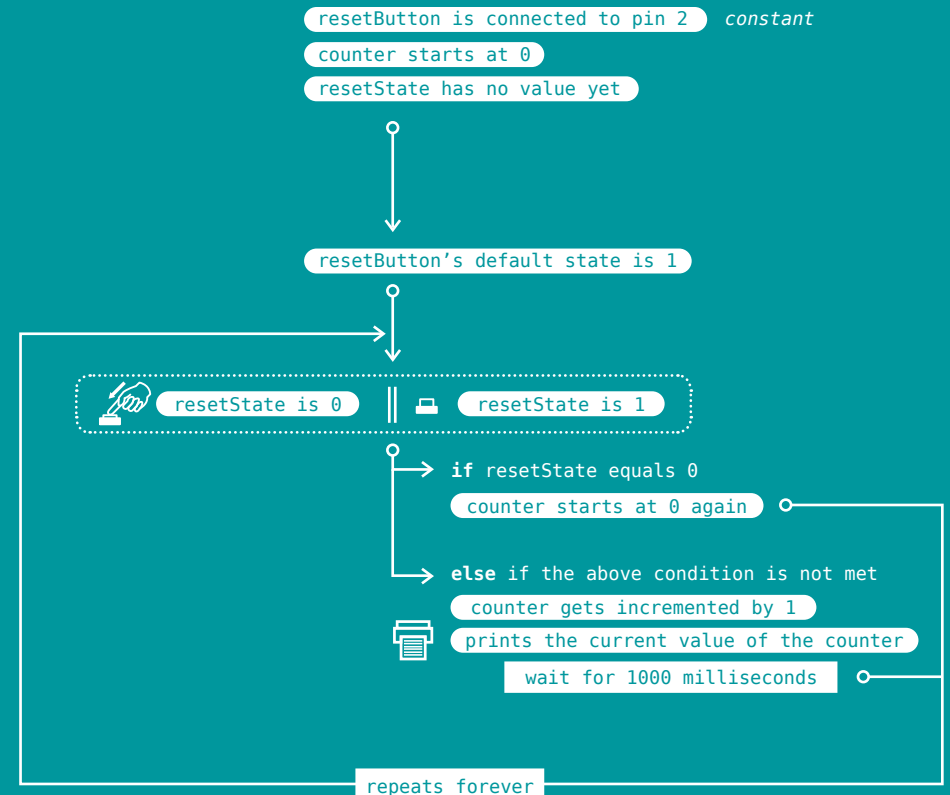 resetButton is connected to pin 2 constant
counter starts at 0
resetState has no value yet
resetButton’s default state is 1
resetState is 0 resetState is 1
if resetState equals 0
counter starts at 0 again
else if the above condition is not met
counter gets incremented by 1
prints the current value of the counter
wait for 1000 milliseconds
repeats forever